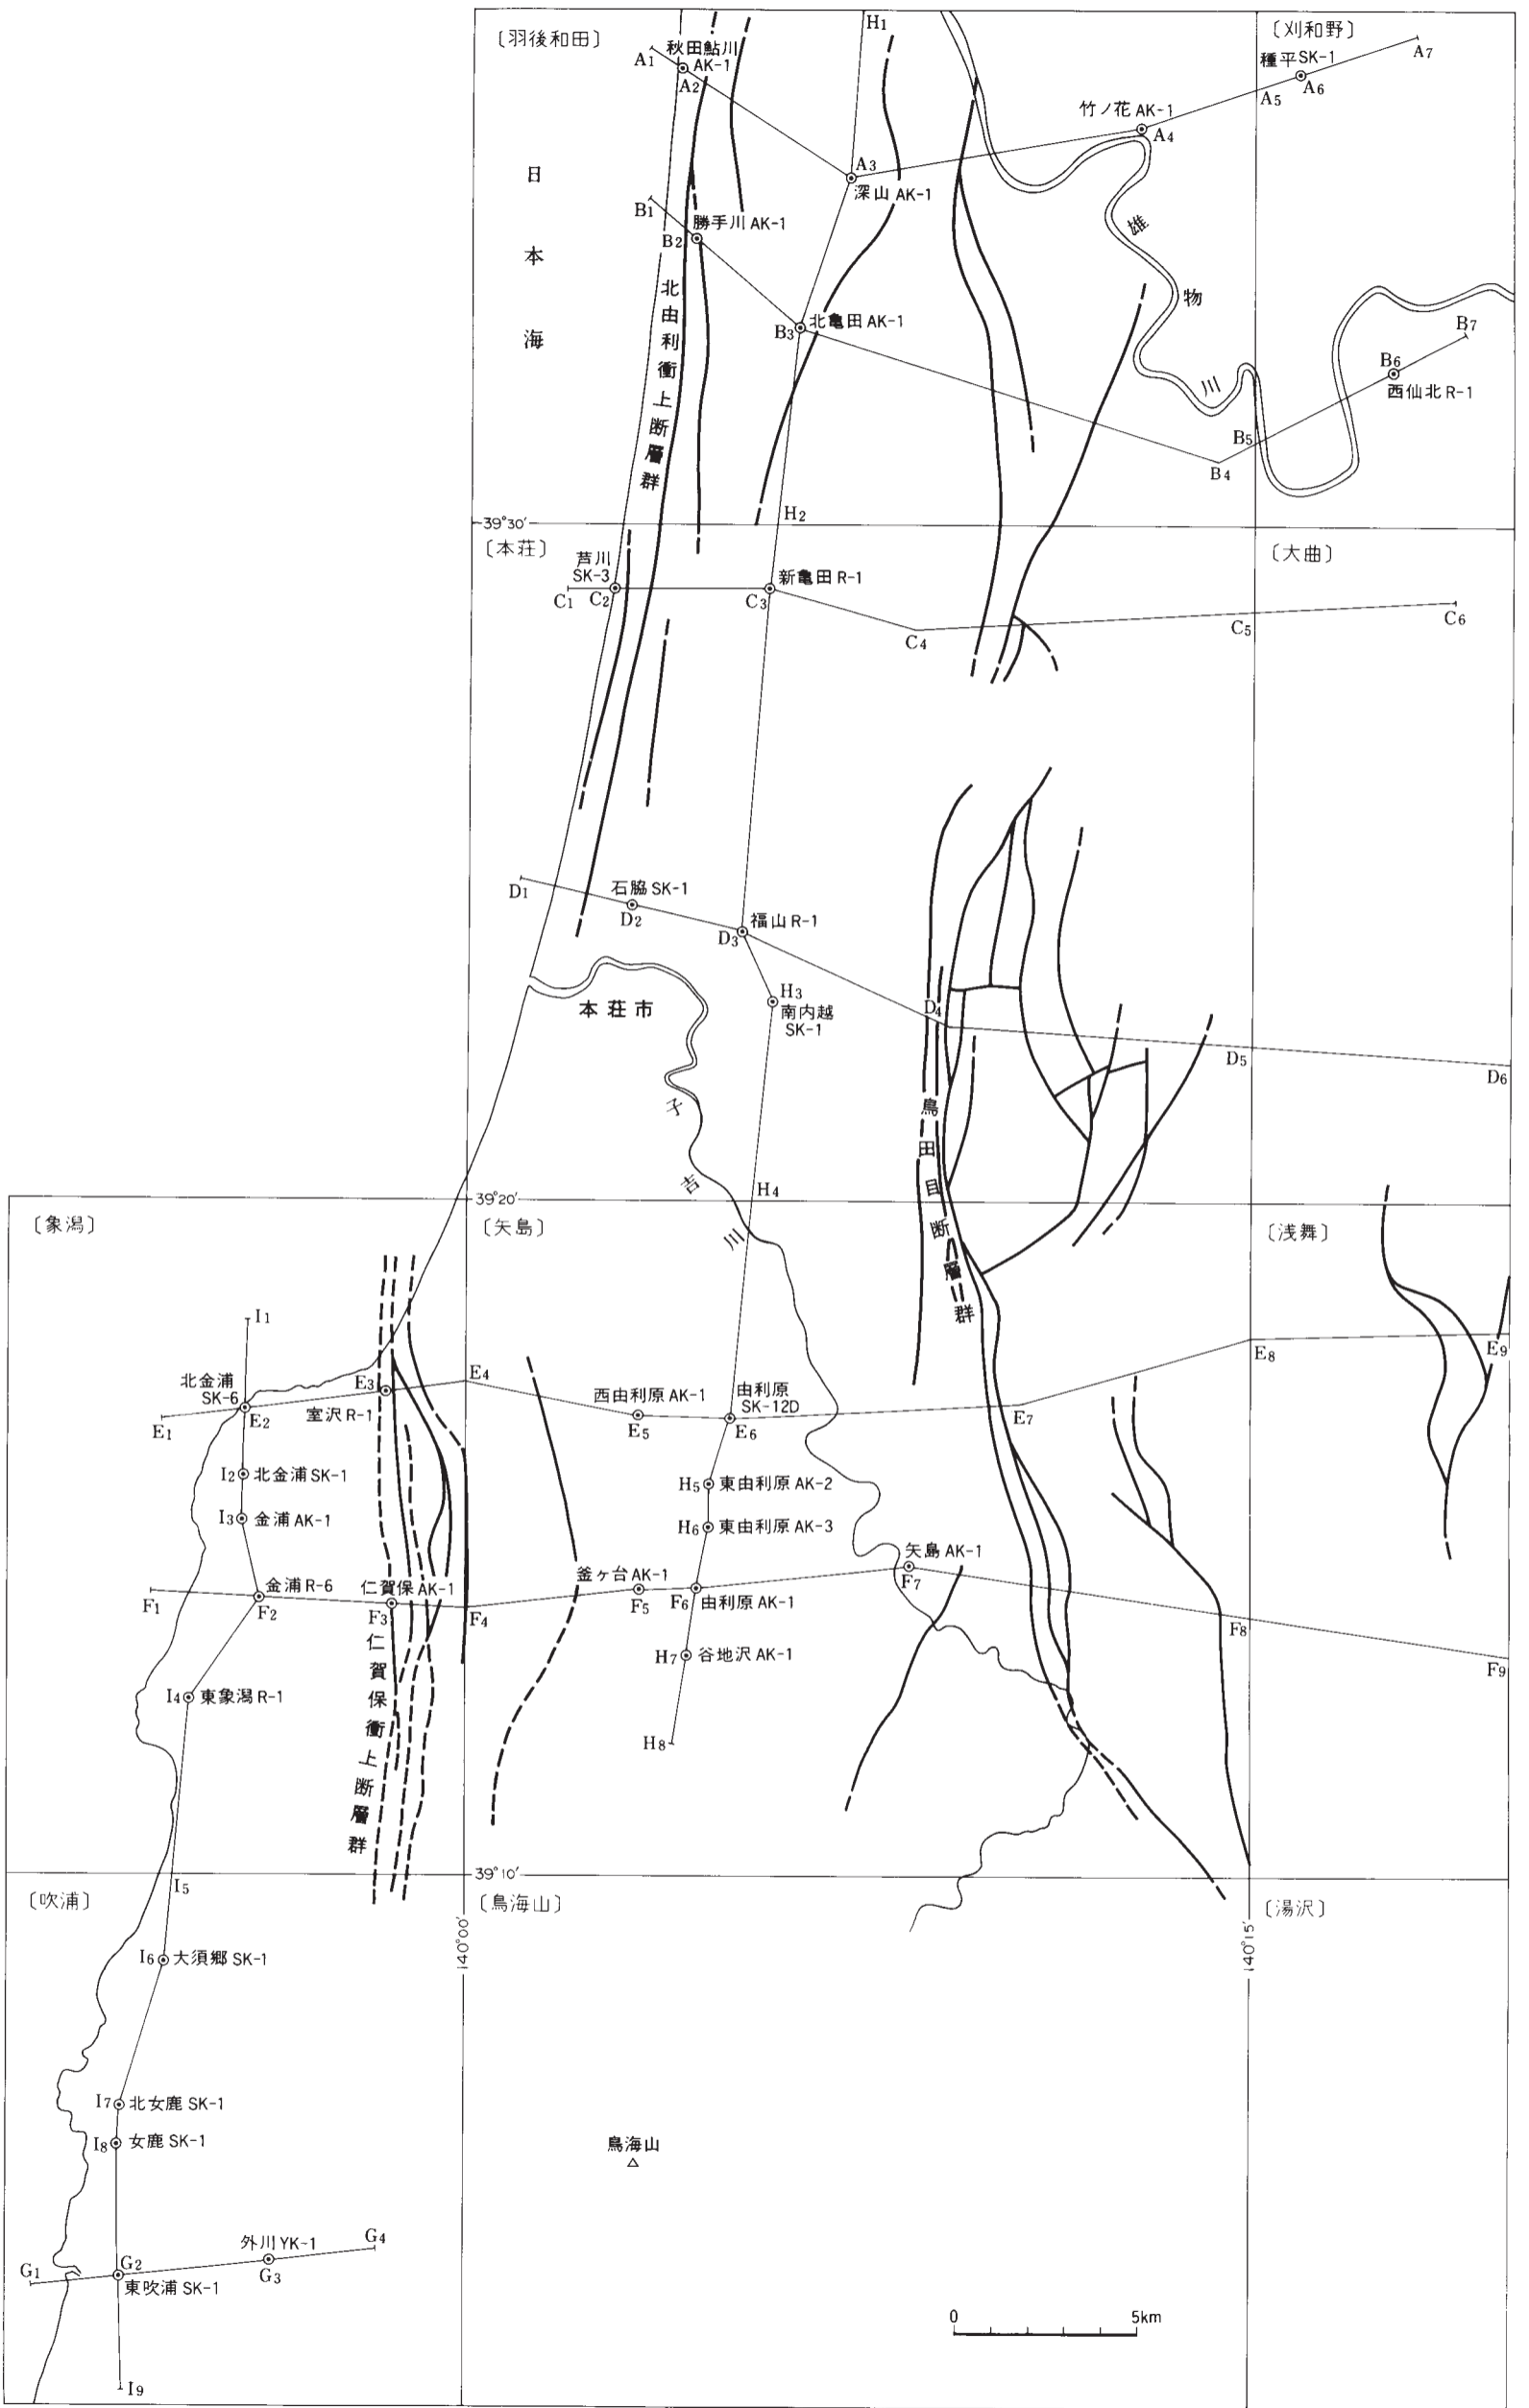 〔羽後和田〕
〔刈和野〕
H1
A1
秋田鮎川
AK-1
A2
A3
深山 AK-1
竹ノ花 AK-1
A4
A5
種平 SK-1
A6
A7
日本海
雄物川
B1
B2
勝手川 AK-1
B3
北亀田 AK-1
B4
B5
B6
西仙北 R-1
B7
北由利衝上断層群
39°30′
H2
〔本荘〕
〔大曲〕
芦川
SK-3
C1
C2
C3
新亀田 R-1
C4
C5
C6
D1
石脇 SK-1
D2
D3
福山 R-1
H3
南内越
SK-1
D4
D5
D6
本荘市
子吉川
鳥田目断層群
39°20′
H4
〔象潟〕
〔矢島〕
〔浅舞〕
I1
北金浦
SK-6
E1
E2
E3
室沢 R-1
E4
西由利原 AK-1
E5
由利原
SK-12D
E6
E7
E8
E9
I2
北金浦 SK-1
I3
金浦 AK-1
H5
東由利原 AK-2
H6
東由利原 AK-3
F1
金浦 R-6
F2
仁賀保 AK-1
F3
F4
釜ヶ台 AK-1
F5
F6
由利原 AK-1
矢島 AK-1
F7
F8
F9
仁賀保衝上断層群
H7
谷地沢 AK-1
H8
I4
東象潟 R-1
39°10′
I5
〔吹浦〕
〔鳥海山〕
〔湯沢〕
140°00′
140°15′
I6
大須郷 SK-1
I7
北女鹿 SK-1
I8
女鹿 SK-1
鳥海山
G1
G2
東吹浦 SK-1
外川 YK-1
G3
G4
I9
0
5km